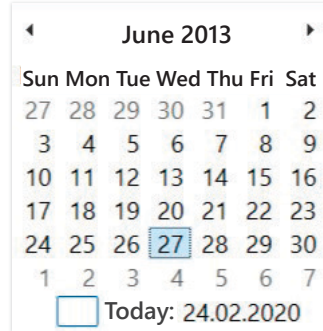 June 2013
Sun Mon Tue Wed Thu Fri Sat
27 28 29 30 31 1 2
3 4 5 6 7 8 9
10 11 12 13 14 15 16
17 18 19 20 21 22 23
24 25 26 27 28 29 30
1 2 3 4 5 6 7
Today: 24.02.2020